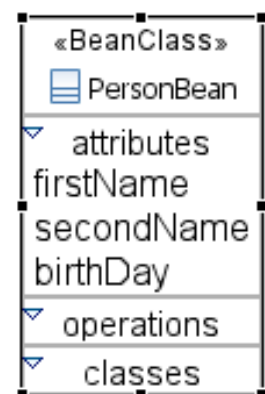 «BeanClass»
PersonBean
attributes
firstName
secondName
birthDay
operations
classes